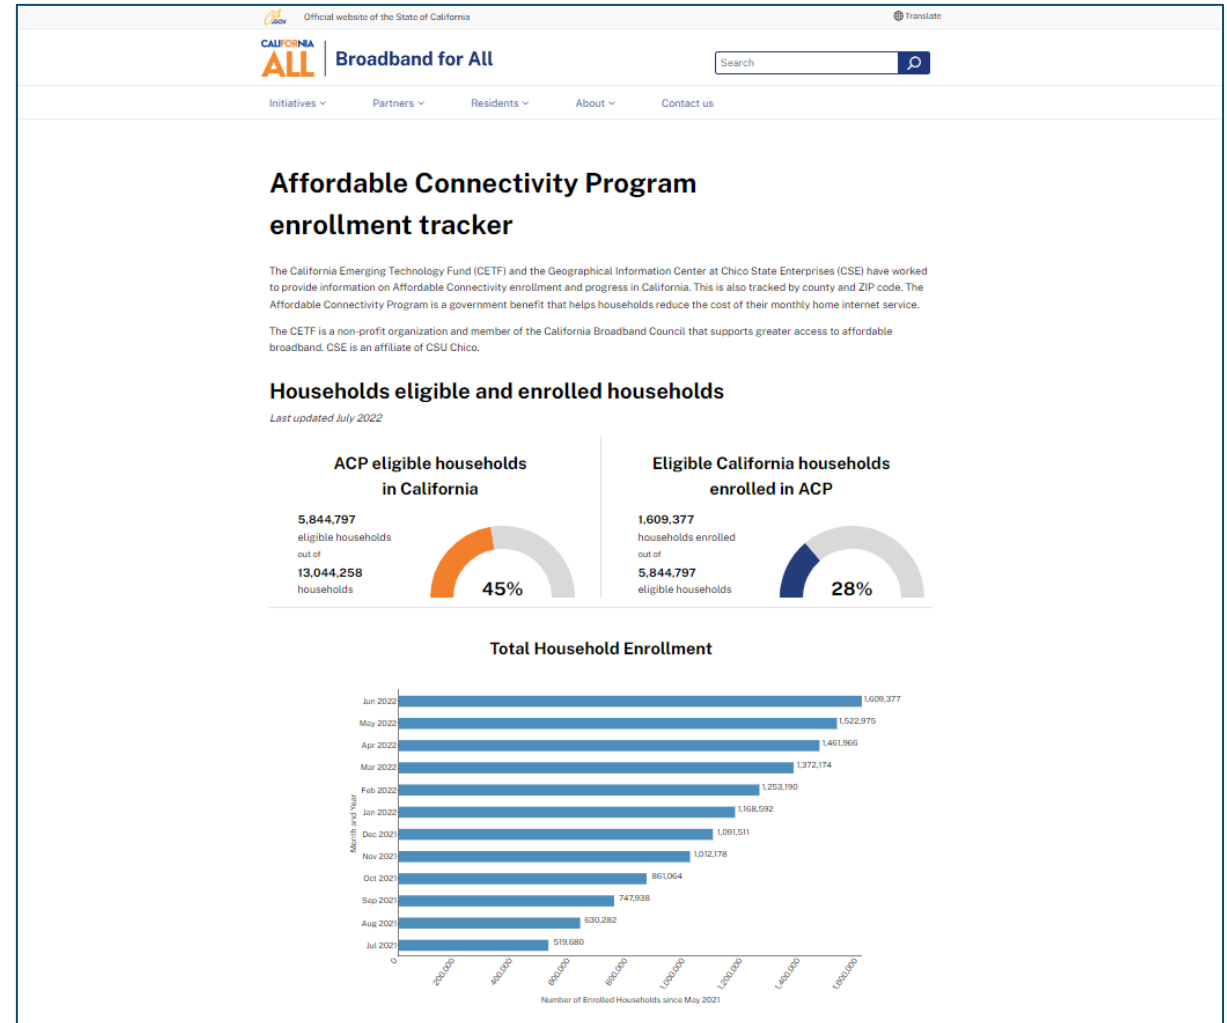 CA.GOV
Official website of the State of California
Translate
CALIFORNIA
ALL
Broadband for All
Search
Initiatives
Partners
Residents
About
Contact us
Affordable Connectivity Program
enrollment tracker
The California Emerging Technology Fund (CETF) and the Geographical Information Center at Chico State Enterprises (CSE) have worked
to provide information on Affordable Connectivity enrollment and progress in California. This is also tracked by county and ZIP code. The
Affordable Connectivity Program is a government benefit that helps households reduce the cost of their monthly home internet service.
The CETF is a non-profit organization and member of the California Broadband Council that supports greater access to affordable
broadband. CSE is an affiliate of CSU Chico.
Households eligible and enrolled households
Last updated July 2022
ACP eligible households
in California
5,844,797
eligible households
out of
13,044,258
households
45%
Eligible California households
enrolled in ACP
1,609,377
households enrolled
out of
5,844,797
eligible households
28%
Total Household Enrollment
Month and Year
Jun 2022 1,609,377
May 2022 1,522,975
Apr 2022 1,461,966
Mar 2022 1,372,174
Feb 2022 1,253,190
Jan 2022 1,168,592
Dec 2021 1,091,511
Nov 2021 1,012,178
Oct 2021 861,064
Sep 2021 747,938
Aug 2021 630,282
Jul 2021 519,680
0 200,000 400,000 600,000 800,000 1,000,000 1,200,000 1,400,000 1,600,000
Number of Enrolled Households since May 2021